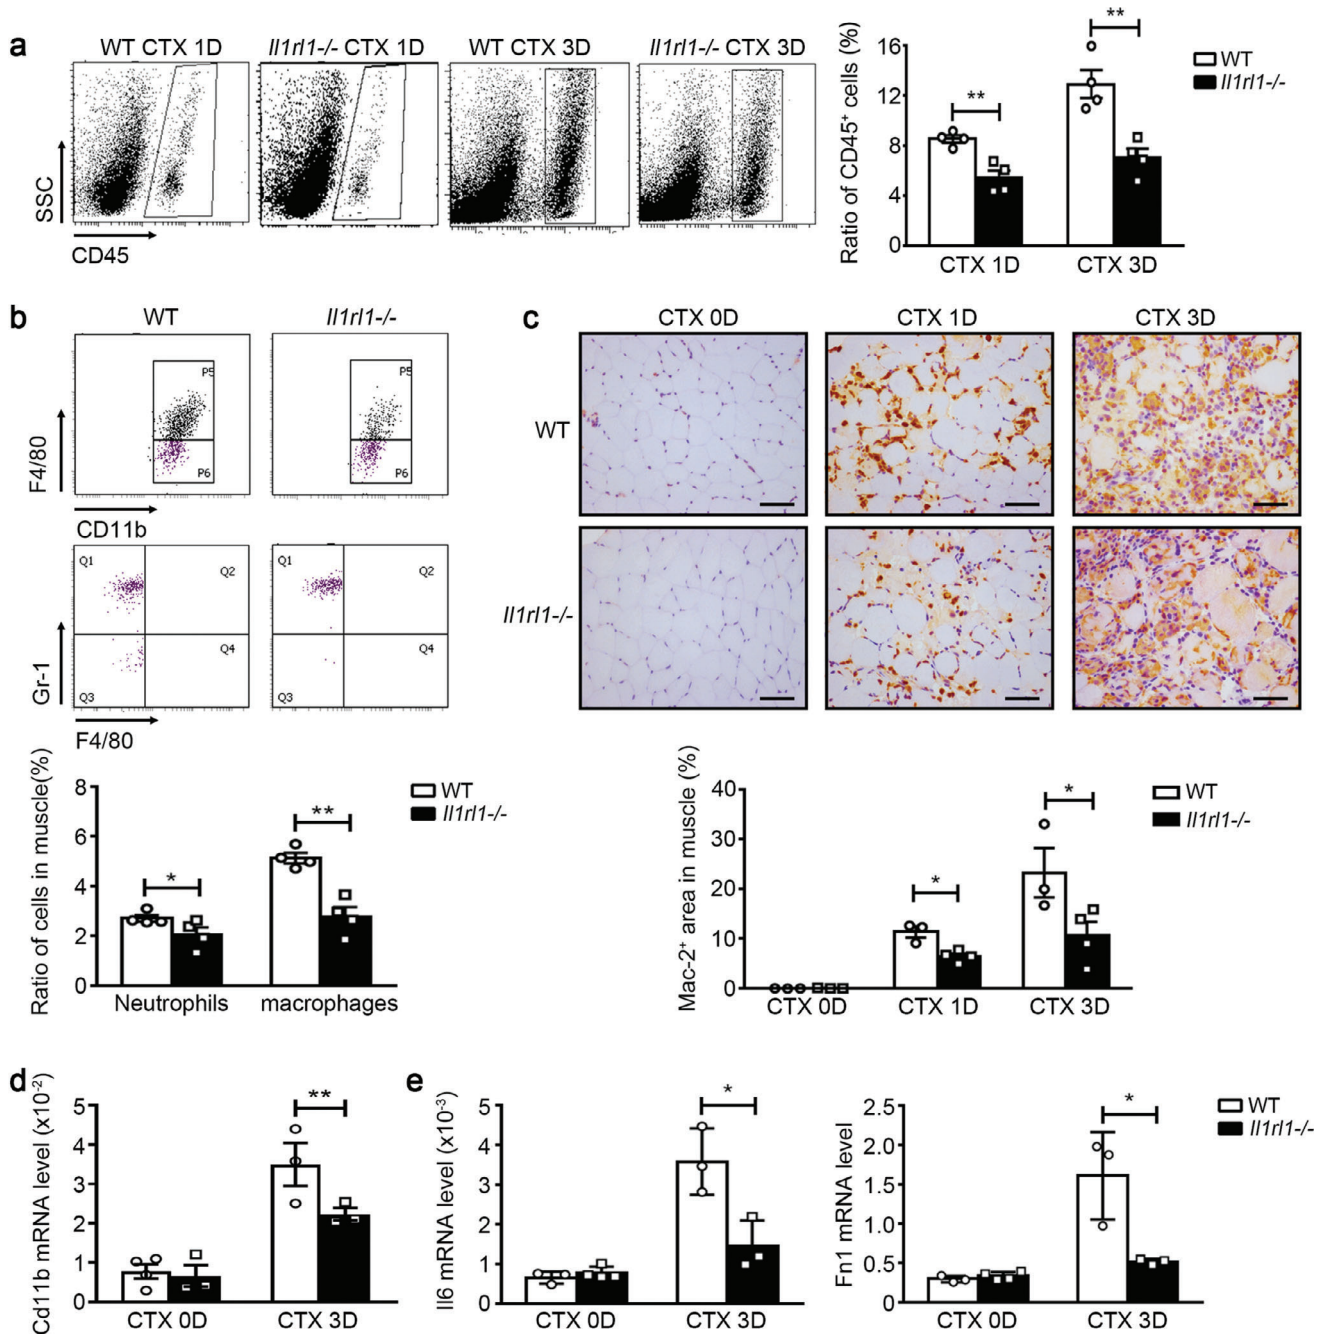 a
WT CTX 1D
Il1rl1-/- CTX 1D
WT CTX 3D
Il1rl1-/- CTX 3D
SSC
CD45
Ratio of CD45+ cells (%)
16
12
8
4
0
**
**
CTX 1D
CTX 3D
WT
Il1rl1-/-
b
WT
Il1rl1-/-
F4/80
P5
P6
P5
P6
CD11b
Q1
Q2
Q3
Q4
Q1
Q2
Q3
Q4
Gr-1
F4/80
Ratio of cells in muscle(%)
8
6
4
2
0
*
**
Neutrophils
macrophages
WT
Il1rl1-/-
c
CTX 0D
CTX 1D
CTX 3D
WT
Il1rl1-/-
Mac-2+ area in muscle (%)
40
30
20
10
0
*
*
CTX 0D
CTX 1D
CTX 3D
WT
Il1rl1-/-
d
Cd11b mRNA level (x10-2)
5
4
3
2
1
0
**
CTX 0D
CTX 3D
e
Il6 mRNA level (x10-3)
5
4
3
2
1
0
*
CTX 0D
CTX 3D
Fn1 mRNA level
2.5
2.0
1.5
1.0
0.5
0
*
CTX 0D
CTX 3D
WT
Il1rl1-/-